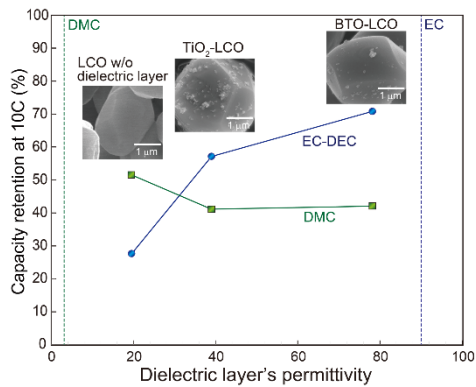 DMC
EC
LCO w/o
dielectric layer
TiO₂-LCO
BTO-LCO
1 μm
1 μm
1 μm
EC-DEC
DMC
Capacity retention at 10C (%)
100
90
80
70
60
50
40
30
20
10
0
0
20
40
60
80
100
Dielectric layer's permittivity